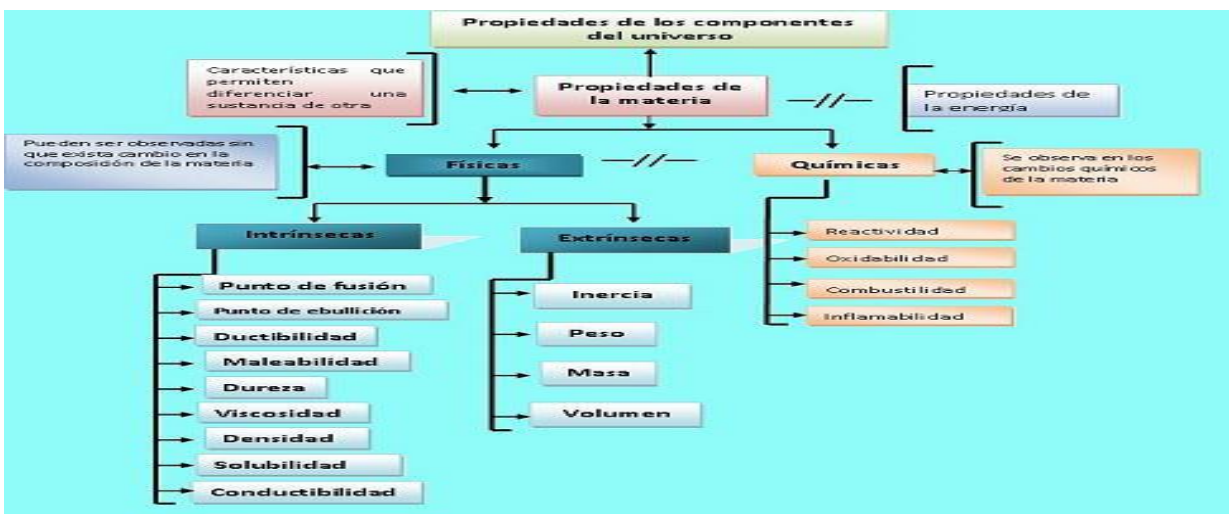 Propiedades de los componentes
del universo
Características que
permiten
diferenciar una
sustancia de otra
Propiedades de
la materia
Propiedades de
la energía
Pueden ser observadas sin
que exista cambio en la
composición de la materia
Físicas
Químicas
Se observa en los
cambios químicos
de la materia
Intrínsecas
Extrínsecas
Punto de fusión
Punto de ebullición
Ductibilidad
Maleabilidad
Dureza
Viscosidad
Densidad
Solubilidad
Conductibilidad
Inercia
Peso
Masa
Volumen
Reactividad
Oxidabilidad
Combustilidad
Inflamabilidad